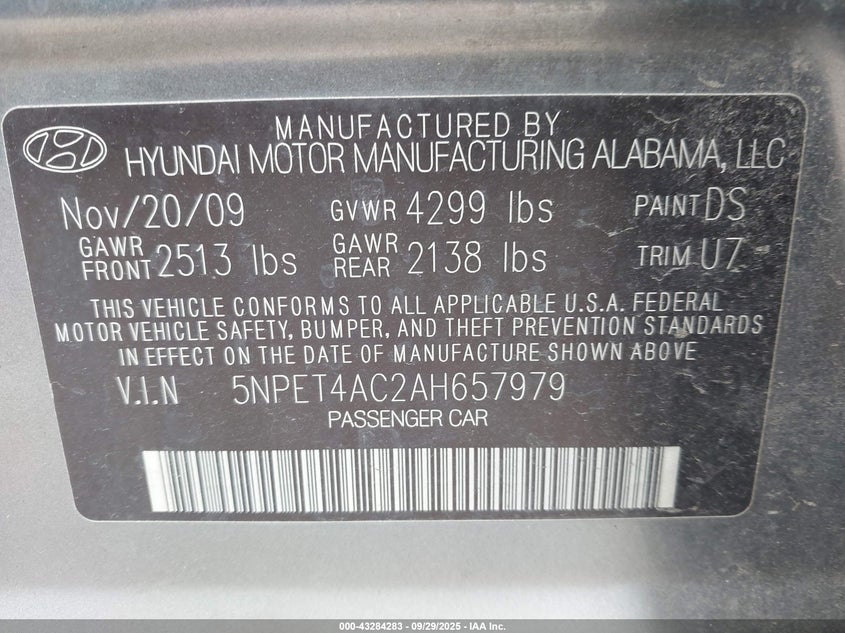 MANUFACTURED BY
HYUNDAI MOTOR MANUFACTURING ALABAMA, LLC
Nov/20/09 GVWR 4299 lbs PAINT DS
GAWR FRONT 2513 lbs GAWR REAR 2138 lbs TRIM U7
THIS VEHICLE CONFORMS TO ALL APPLICABLE U.S.A. FEDERAL
MOTOR VEHICLE SAFETY, BUMPER, AND THEFT PREVENTION STANDARDS
IN EFFECT ON THE DATE OF MANUFACTURE SHOWN ABOVE
V.I.N 5NPET4AC2AH657979
PASSENGER CAR
000-43284283 | 09/29/2025 - IAA Inc.